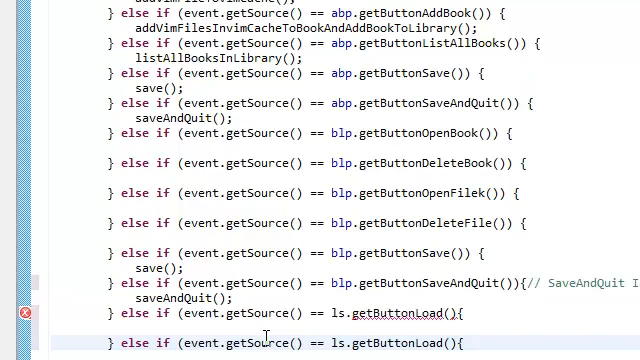 } else if (event.getSource() == abp.getButtonAddBook()) {
addVimFilesInvimCacheToBookAndAddBookToLibrary();
} else if (event.getSource() == abp.getButtonListAllBooks()) {
listAllBooksInLibrary();
} else if (event.getSource() == abp.getButtonSave()) {
save();
} else if (event.getSource() == abp.getButtonSaveAndQuit()) {
saveAndQuit();
} else if (event.getSource() == blp.getButtonOpenBook()) {
} else if (event.getSource() == blp.getButtonDeleteBook()) {
} else if (event.getSource() == blp.getButtonOpenFilek()) {
} else if (event.getSource() == blp.getButtonDeleteFile()) {
} else if (event.getSource() == blp.getButtonSave()) {
save();
} else if (event.getSource() == blp.getButtonSaveAndQuit()){// SaveAndQuit I
saveAndQuit();
} else if (event.getSource() == ls.getButtonLoad(){
} else if (event.getSource() == ls.getButtonLoad(){